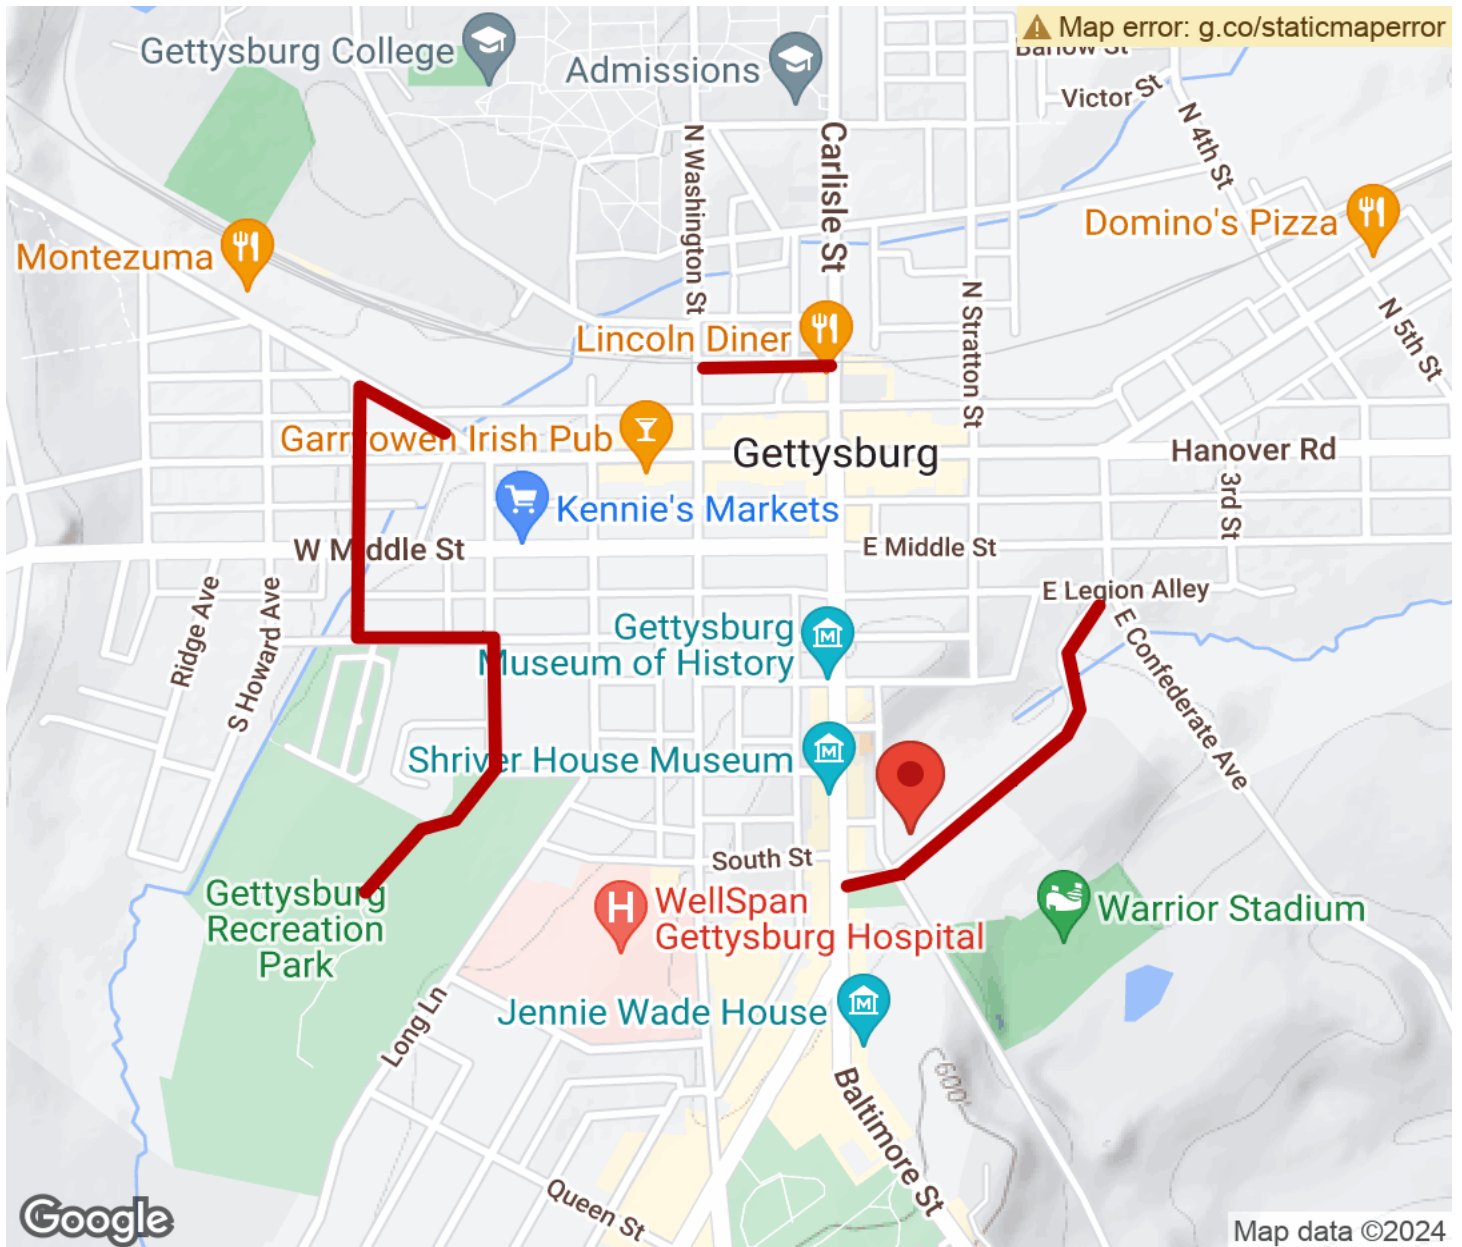 Map error: g.co/staticmaperror
Gettysburg College
Admissions
Barlow St
Victor St
N 4th St
N Washington St
Carlisle St
Domino's Pizza
Montezuma
N Stratton St
N 5th St
Lincoln Diner
Garryowen Irish Pub
Gettysburg
Hanover Rd
3rd St
Kennie's Markets
W Middle St
E Middle St
Ridge Ave
S Howard Ave
E Legion Alley
Gettysburg
Museum of History
E Confederate Ave
Shriver House Museum
South St
Gettysburg
Recreation
Park
WellSpan
Gettysburg Hospital
Warrior Stadium
Long Ln
Jennie Wade House
600'
Baltimore St
Queen St
Google
Map data ©2024